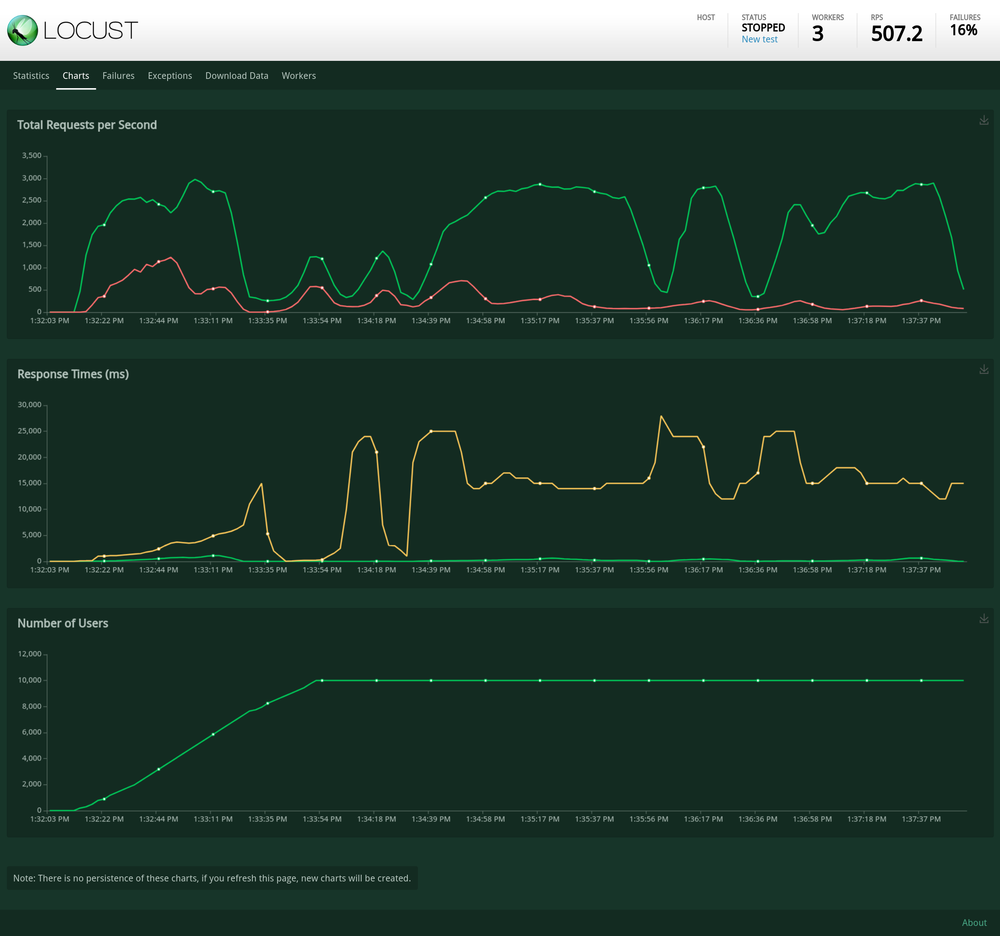 LOCUST
HOST
STATUS
STOPPED
New test
WORKERS
3
RPS
507.2
FAILURES
16%
Statistics Charts Failures Exceptions Download Data Workers
Total Requests per Second
3,500
3,000
2,500
2,000
1,500
1,000
500
0
1:32:03 PM 1:32:22 PM 1:32:44 PM 1:33:11 PM 1:33:35 PM 1:33:54 PM 1:34:18 PM 1:34:39 PM 1:34:58 PM 1:35:17 PM 1:35:37 PM 1:35:56 PM 1:36:17 PM 1:36:36 PM 1:36:58 PM 1:37:18 PM 1:37:37 PM
Response Times (ms)
30,000
25,000
20,000
15,000
10,000
5,000
0
1:32:03 PM 1:32:22 PM 1:32:44 PM 1:33:11 PM 1:33:35 PM 1:33:54 PM 1:34:18 PM 1:34:39 PM 1:34:58 PM 1:35:17 PM 1:35:37 PM 1:35:56 PM 1:36:17 PM 1:36:36 PM 1:36:58 PM 1:37:18 PM 1:37:37 PM
Number of Users
12,000
10,000
8,000
6,000
4,000
2,000
0
1:32:03 PM 1:32:22 PM 1:32:44 PM 1:33:11 PM 1:33:35 PM 1:33:54 PM 1:34:18 PM 1:34:39 PM 1:34:58 PM 1:35:17 PM 1:35:37 PM 1:35:56 PM 1:36:17 PM 1:36:36 PM 1:36:58 PM 1:37:18 PM 1:37:37 PM
Note: There is no persistence of these charts, if you refresh this page, new charts will be created.
About